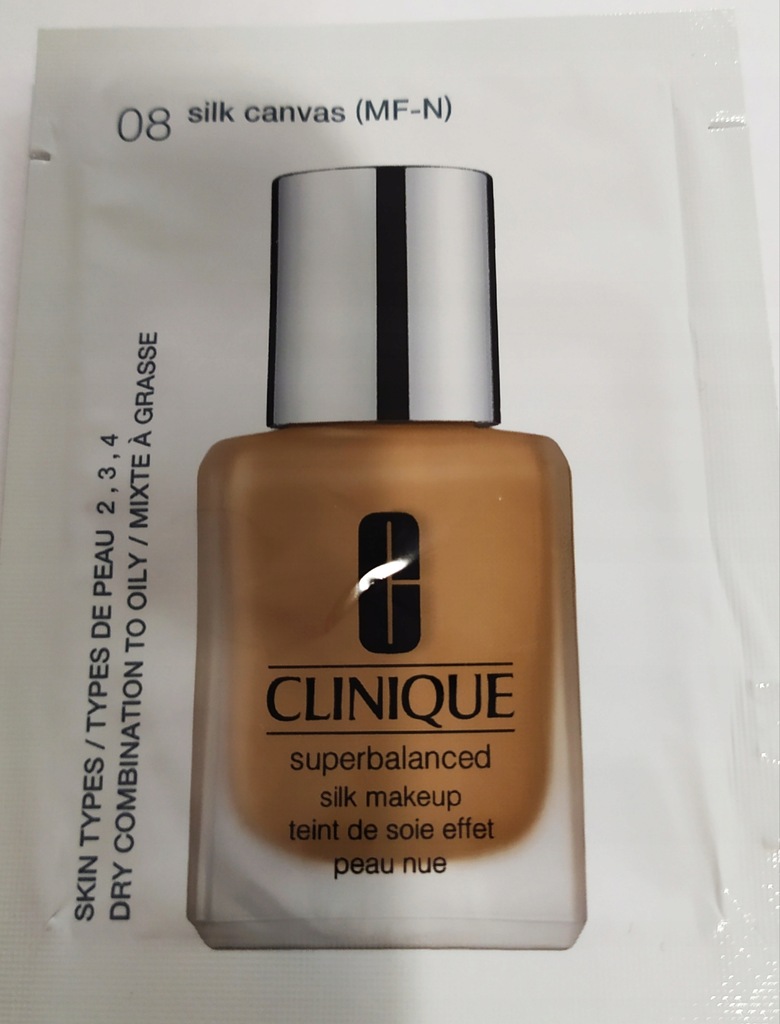 08 silk canvas (MF-N)
SKIN TYPES / TYPES DE PEAU 2, 3, 4
DRY COMBINATION TO OILY / MIXTE À GRASSE
CLINIQUE
superbalanced
silk makeup
teint de soie effet
peau nue